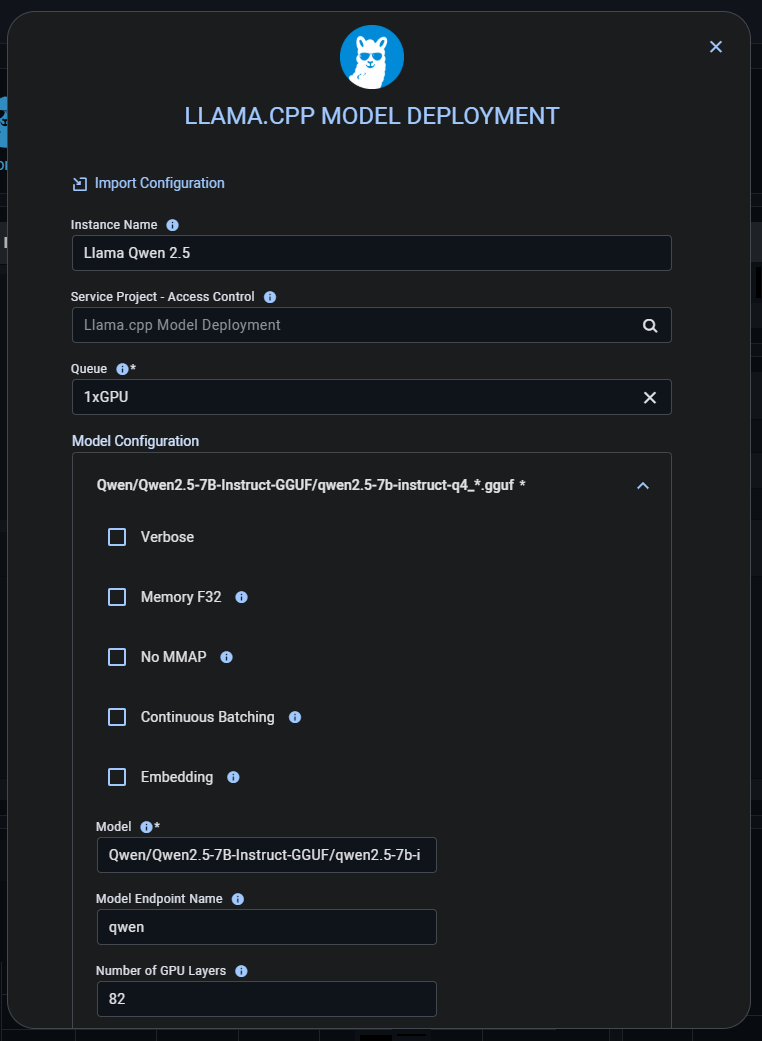 LLAMA.CPP MODEL DEPLOYMENT
Import Configuration
Instance Name
Llama Qwen 2.5
Service Project - Access Control
Llama.cpp Model Deployment
Queue *
1xGPU
Model Configuration
Qwen/Qwen2.5-7B-Instruct-GGUF/qwen2.5-7b-instruct-q4_*.gguf *
Verbose
Memory F32
No MMAP
Continuous Batching
Embedding
Model *
Qwen/Qwen2.5-7B-Instruct-GGUF/qwen2.5-7b-i
Model Endpoint Name
qwen
Number of GPU Layers
82